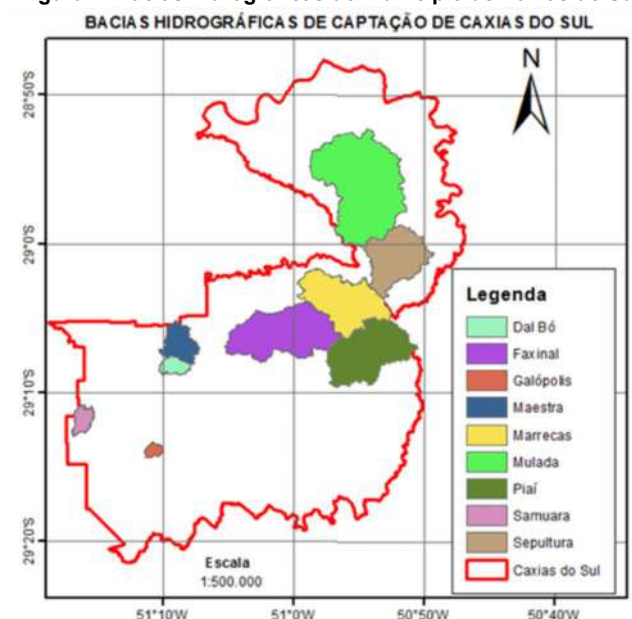 BACIAS HIDROGRÁFICAS DE CAPTAÇÃO DE CAXIAS DO SUL
N
28°50'S
29°0'S
29°10'S
29°20'S
Legenda
Dal Bó
Faxinal
Galópolis
Maestra
Marrecas
Mulada
Piaí
Samuara
Sepultura
Caxias do Sul
Escala
1:500.000
51°10'W 51°0'W 50°50'W 50°40'W